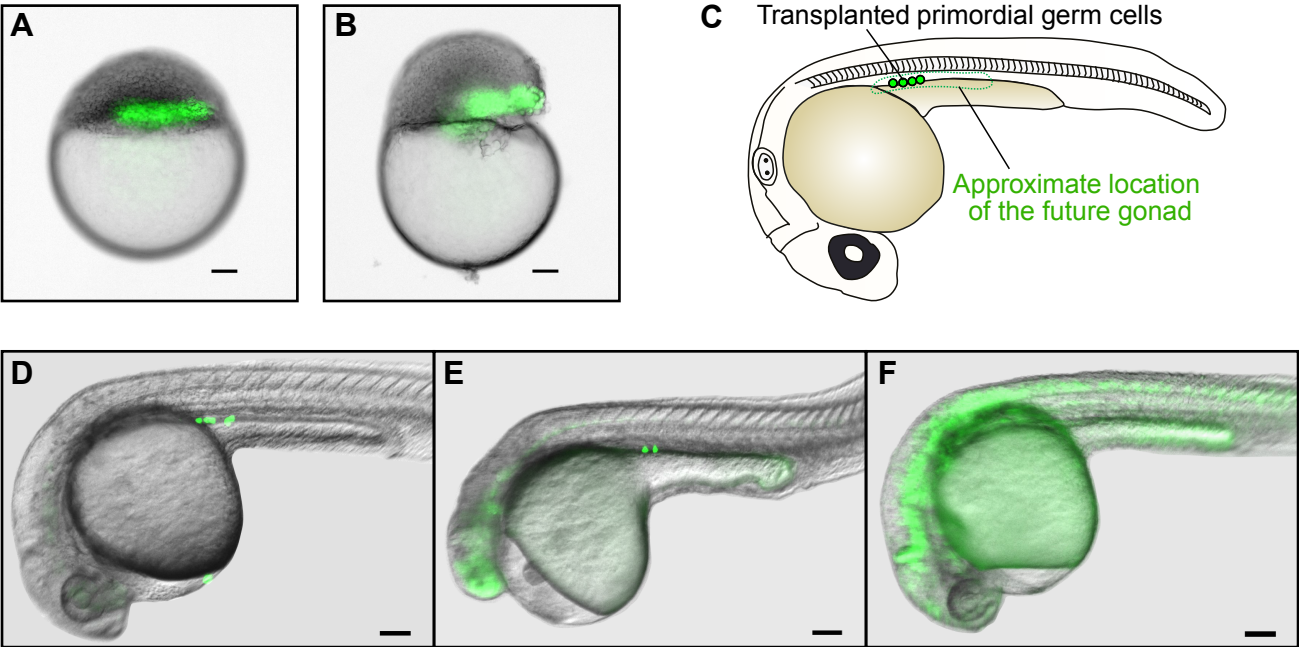 A
B
C
Transplanted primordial germ cells
Approximate location
of the future gonad
D
E
F